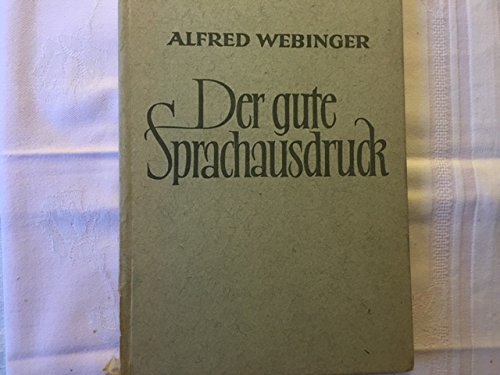 ALFRED WEBINGER
Der gute
Sprachausdruck